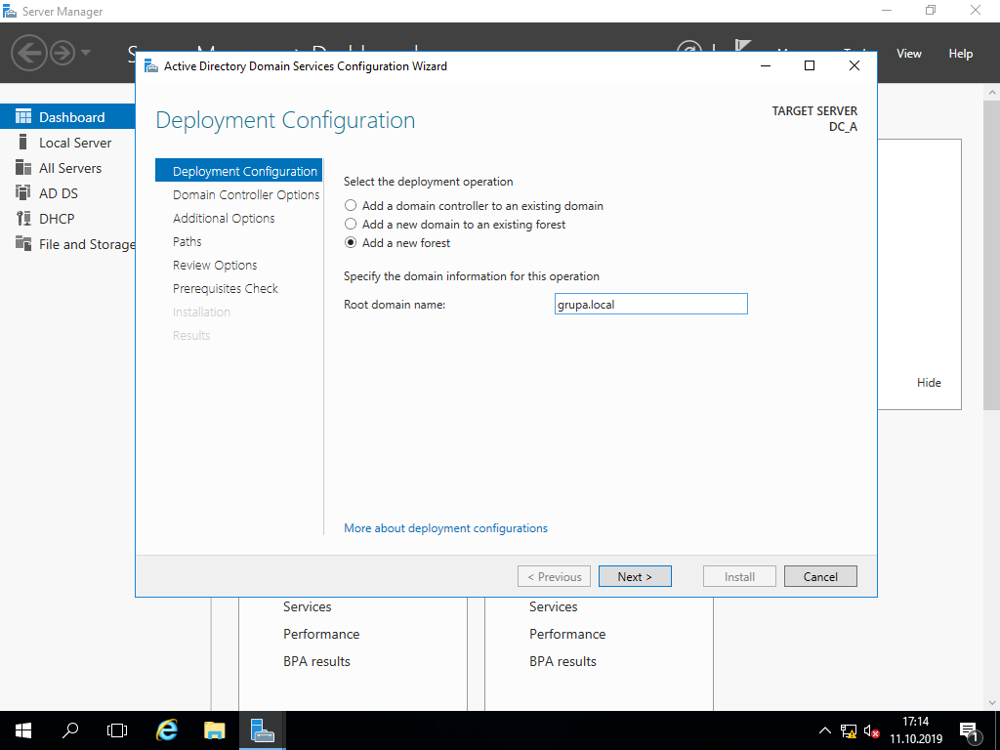 Server Manager
View
Help
Active Directory Domain Services Configuration Wizard
Deployment Configuration
TARGET SERVER
DC_A
Dashboard
Local Server
All Servers
AD DS
DHCP
File and Storage
Deployment Configuration
Domain Controller Options
Additional Options
Paths
Review Options
Prerequisites Check
Installation
Results
Select the deployment operation
Add a domain controller to an existing domain
Add a new domain to an existing forest
Add a new forest
Specify the domain information for this operation
Root domain name:
grupa.local
More about deployment configurations
Hide
< Previous
Next >
Install
Cancel
Services
Performance
BPA results
Services
Performance
BPA results
17:14
11.10.2019
1